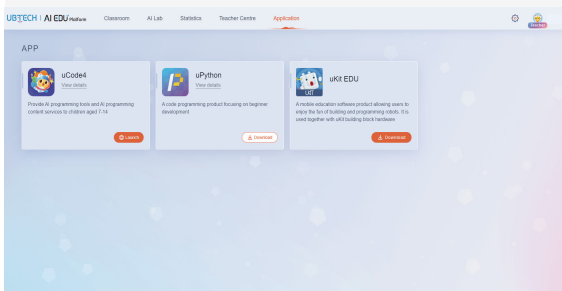 UBTECH | AI EDU Platform
Classroom
AI Lab
Statistics
Teacher Centre
Application
APP
uCode4
View details
Provide AI programming tools and AI programming
content services to children aged 7-14
Launch
uPython
View details
A code programming product focusing on beginner
development
Download
UKIT
uKit EDU
A mobile education software product allowing users to
enjoy the fun of building and programming robots. It is
used together with uKit building block hardware
Download